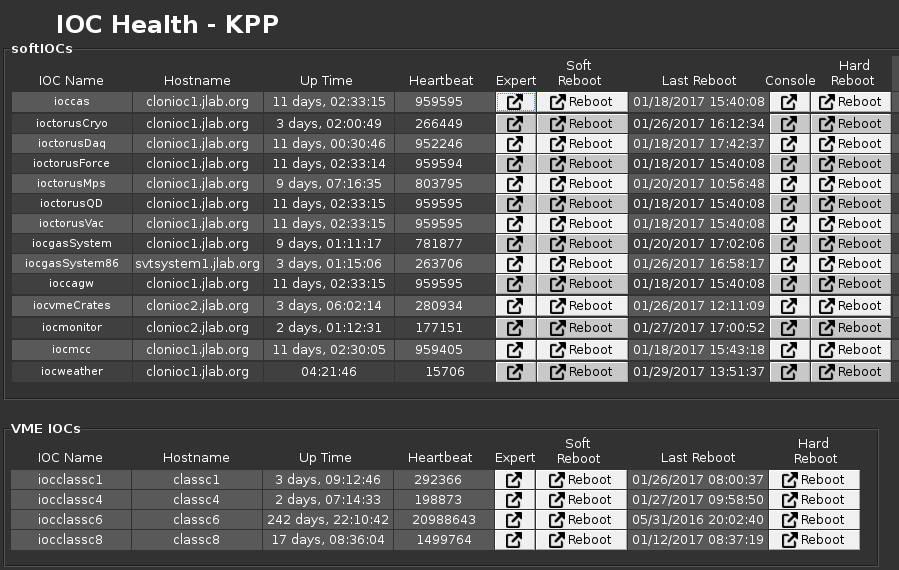 IOC Health - KPP
softIOCs
IOC Name Hostname Up Time Heartbeat Expert Soft Reboot Last Reboot Console Hard Reboot
ioccas clonioc1.jlab.org 11 days, 02:33:15 959595 Reboot 01/18/2017 15:40:08 Reboot
ioctorusCryo clonioc1.jlab.org 3 days, 02:00:49 266449 Reboot 01/26/2017 16:12:34 Reboot
ioctorusDaq clonioc1.jlab.org 11 days, 00:30:46 952246 Reboot 01/18/2017 17:42:37 Reboot
ioctorusForce clonioc1.jlab.org 11 days, 02:33:14 959594 Reboot 01/18/2017 15:40:08 Reboot
ioctorusMps clonioc1.jlab.org 9 days, 07:16:35 803795 Reboot 01/20/2017 10:56:48 Reboot
ioctorusQD clonioc1.jlab.org 11 days, 02:33:15 959595 Reboot 01/18/2017 15:40:08 Reboot
ioctorusVac clonioc1.jlab.org 11 days, 02:33:15 959595 Reboot 01/18/2017 15:40:08 Reboot
iocgasSystem clonioc1.jlab.org 9 days, 01:11:17 781877 Reboot 01/20/2017 17:02:06 Reboot
iocgasSystem86 svtsystem1.jlab.org 3 days, 01:15:06 263706 Reboot 01/26/2017 16:58:17 Reboot
ioccagw clonioc1.jlab.org 11 days, 02:33:15 959595 Reboot 01/18/2017 15:40:08 Reboot
iocvmeCrates clonioc2.jlab.org 3 days, 06:02:14 280934 Reboot 01/26/2017 12:11:09 Reboot
iocmonitor clonioc2.jlab.org 2 days, 01:12:31 177151 Reboot 01/27/2017 17:00:52 Reboot
iocmcc clonioc1.jlab.org 11 days, 02:30:05 959405 Reboot 01/18/2017 15:43:18 Reboot
iocweather clonioc1.jlab.org 04:21:46 15706 Reboot 01/29/2017 13:51:37 Reboot
VME IOCs
IOC Name Hostname Up Time Heartbeat Expert Soft Reboot Last Reboot Hard Reboot
iocclassc1 classc1 3 days, 09:12:46 292366 Reboot 01/26/2017 08:00:37 Reboot
iocclassc4 classc4 2 days, 07:14:33 198873 Reboot 01/27/2017 09:58:50 Reboot
iocclassc6 classc6 242 days, 22:10:42 20988643 Reboot 05/31/2016 20:02:40 Reboot
iocclassc8 classc8 17 days, 08:36:04 1499764 Reboot 01/12/2017 08:37:19 Reboot